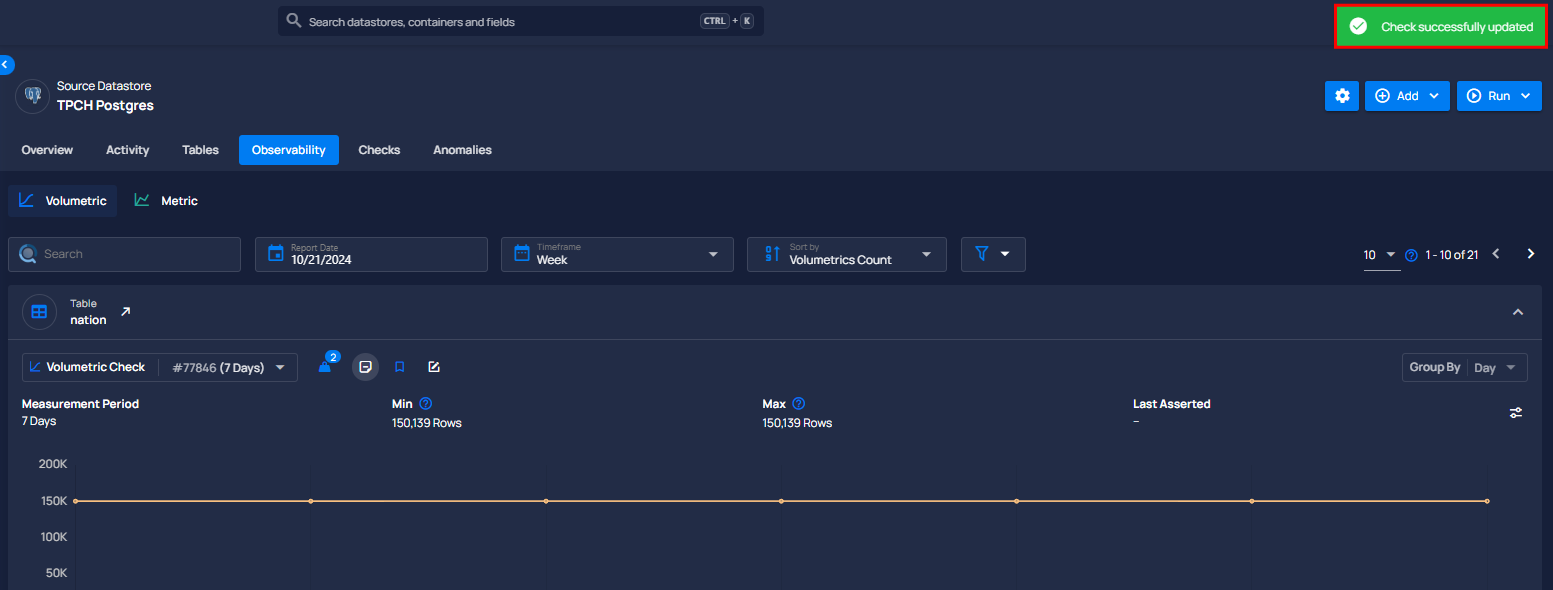 Search datastores, containers and fields CTRL + K
Check successfully updated
Source Datastore
TPCH Postgres
Add Run
Overview Activity Tables Observability Checks Anomalies
Volumetric Metric
Search
Report Date
10/21/2024
Timeframe
Week
Sort by
Volumetrics Count
10 1 - 10 of 21
Table
nation
Volumetric Check #77846 (7 Days) 2
Group By Day
Measurement Period Min Max Last Asserted
7 Days 150,139 Rows 150,139 Rows –
200K
150K
100K
50K